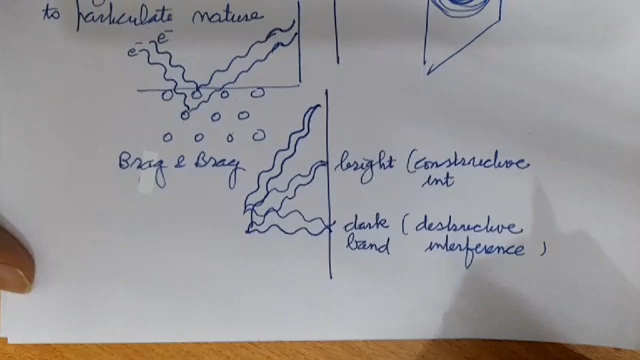 to particulate nature
e⁻ e⁻
Brag & Brag
bright (constructive
int
dark (destructive
band interference )